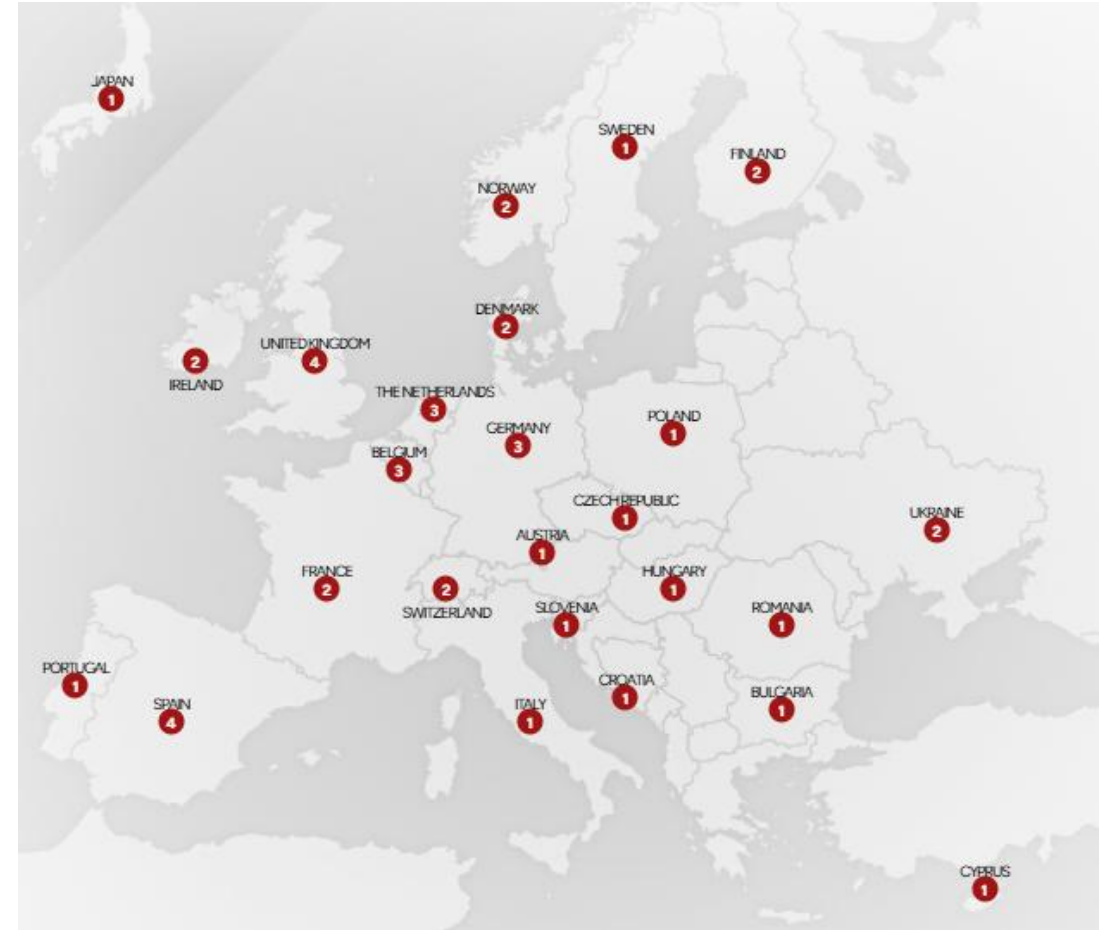 JAPAN
1
SWEDEN
1
FINLAND
2
NORWAY
2
DENMARK
2
UNITED KINGDOM
4
2
IRELAND
THE NETHERLANDS
3
POLAND
1
GERMANY
3
BELGIUM
3
CZECH REPUBLIC
1
UKRAINE
2
AUSTRIA
1
FRANCE
2
2
SWITZERLAND
HUNGARY
1
SLOVENIA
1
ROMANIA
1
PORTUGAL
1
CROATIA
1
BULGARIA
1
SPAIN
4
ITALY
1
CYPRUS
1